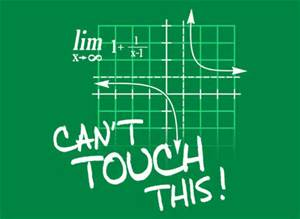 lim 1 + 1/x-1
x→∞
CAN'T
TOUCH
THIS!